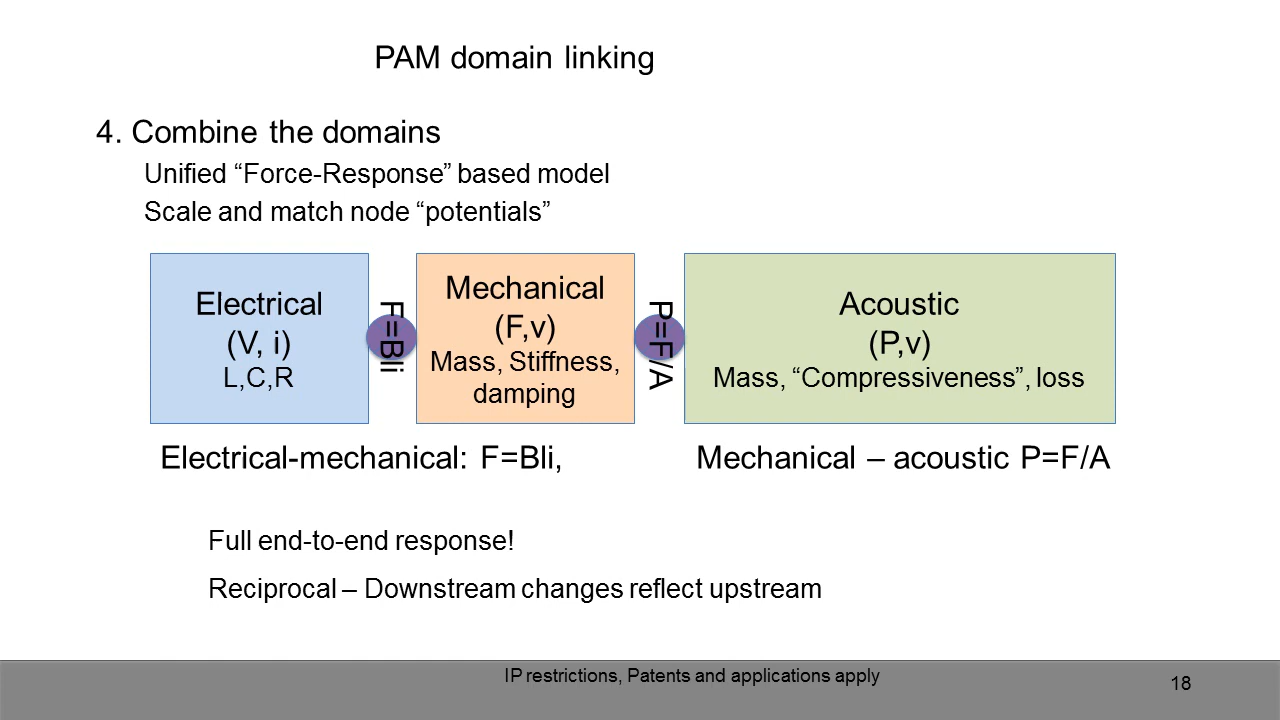 PAM domain linking
4. Combine the domains
Unified “Force-Response” based model
Scale and match node “potentials”
Electrical
(V, i)
L,C,R
F=Bli
Mechanical
(F,v)
Mass, Stiffness,
damping
P=F/A
Acoustic
(P,v)
Mass, “Compressiveness”, loss
Electrical-mechanical: F=Bli,
Mechanical – acoustic P=F/A
Full end-to-end response!
Reciprocal – Downstream changes reflect upstream
IP restrictions, Patents and applications apply
18